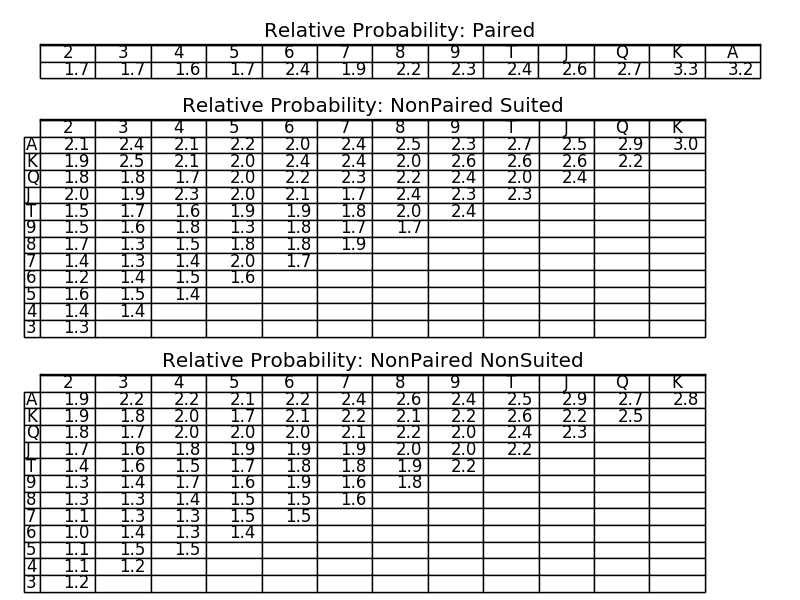 Relative Probability: Paired
2 3 4 5 6 7 8 9 T J Q K A
1.7 1.7 1.6 1.7 2.4 1.9 2.2 2.3 2.4 2.6 2.7 3.3 3.2
Relative Probability: NonPaired Suited
2 3 4 5 6 7 8 9 T J Q K
A 2.1 2.4 2.1 2.2 2.0 2.4 2.5 2.3 2.7 2.5 2.9 3.0
K 1.9 2.5 2.1 2.0 2.4 2.4 2.0 2.6 2.6 2.6 2.2
Q 1.8 1.8 1.7 2.0 2.2 2.3 2.2 2.4 2.0 2.4
J 2.0 1.9 2.3 2.0 2.1 1.7 2.4 2.3 2.3
T 1.5 1.7 1.6 1.9 1.9 1.8 2.0 2.4
9 1.5 1.6 1.8 1.3 1.8 1.7 1.7
8 1.7 1.3 1.5 1.8 1.8 1.9
7 1.4 1.3 1.4 2.0 1.7
6 1.2 1.4 1.5 1.6
5 1.6 1.5 1.4
4 1.4 1.4
3 1.3
Relative Probability: NonPaired NonSuited
2 3 4 5 6 7 8 9 T J Q K
A 1.9 2.2 2.2 2.1 2.2 2.4 2.6 2.4 2.5 2.9 2.7 2.8
K 1.9 1.8 2.0 1.7 2.1 2.2 2.1 2.2 2.6 2.2 2.5
Q 1.8 1.7 2.0 2.0 2.0 2.1 2.2 2.0 2.4 2.3
J 1.7 1.6 1.8 1.9 1.9 1.9 2.0 2.0 2.2
T 1.4 1.6 1.5 1.7 1.8 1.8 1.9 2.2
9 1.3 1.4 1.7 1.6 1.9 1.6 1.8
8 1.3 1.3 1.4 1.5 1.5 1.6
7 1.1 1.3 1.3 1.5 1.5
6 1.0 1.4 1.3 1.4
5 1.1 1.5 1.5
4 1.1 1.2
3 1.2